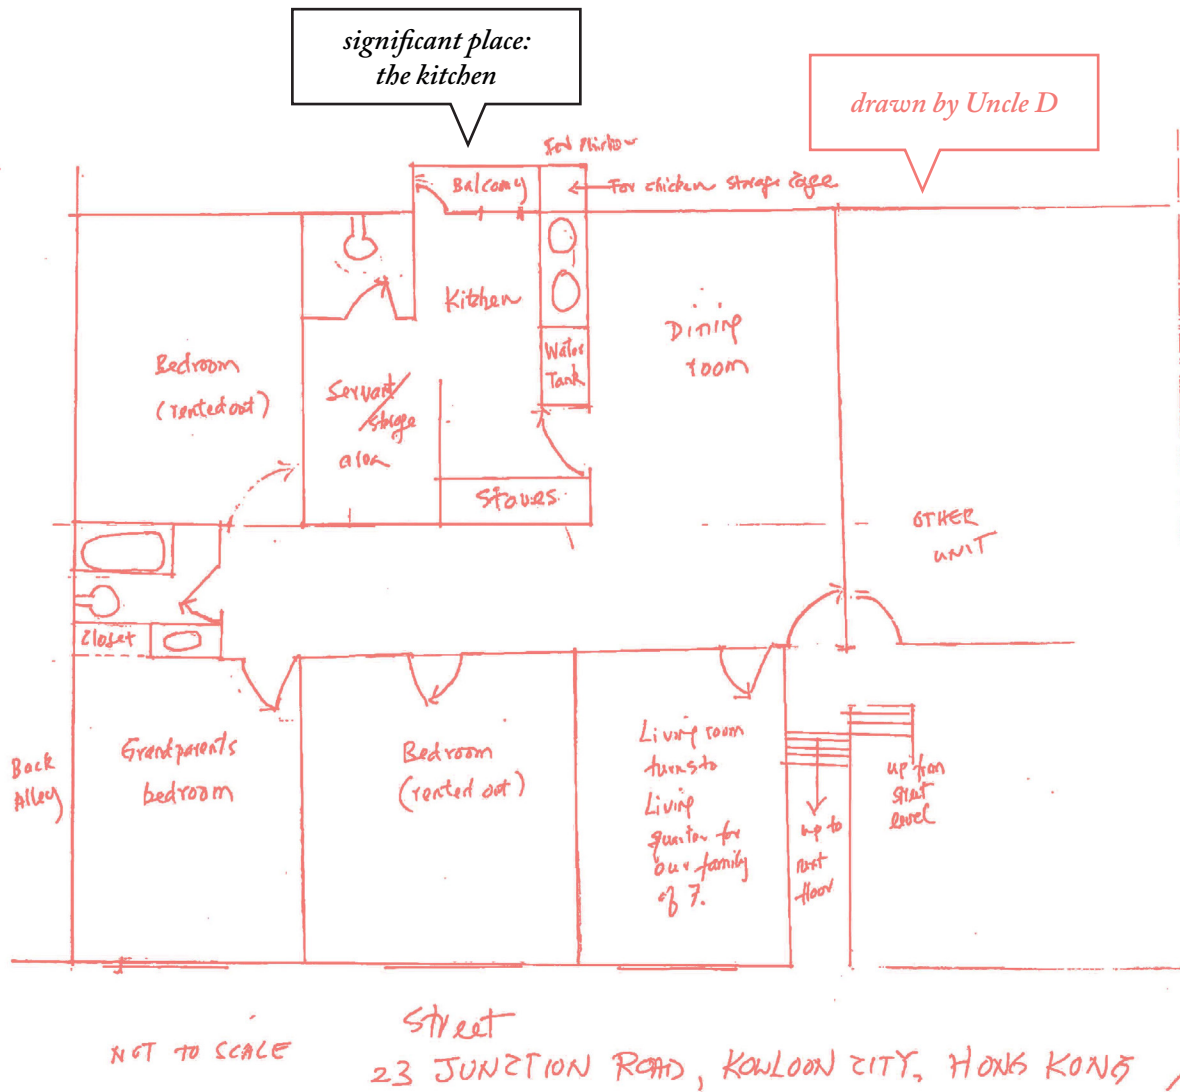 significant place:
the kitchen
drawn by Uncle D
Balcony
For chicken storage cage
Kitchen
Dining
room
Water
Tank
Bedroom
(rented out)
Servant/
storage
area
Stoves
OTHER
UNIT
Closet
Back
Alley
Grandparents
bedroom
Bedroom
(rented out)
Living room
turns to
Living
quarter for
our family
of 7.
up to
next
floor
up from
street
level
Street
NOT TO SCALE
23 JUNCTION ROAD, KOWLOON CITY, HONG KONG